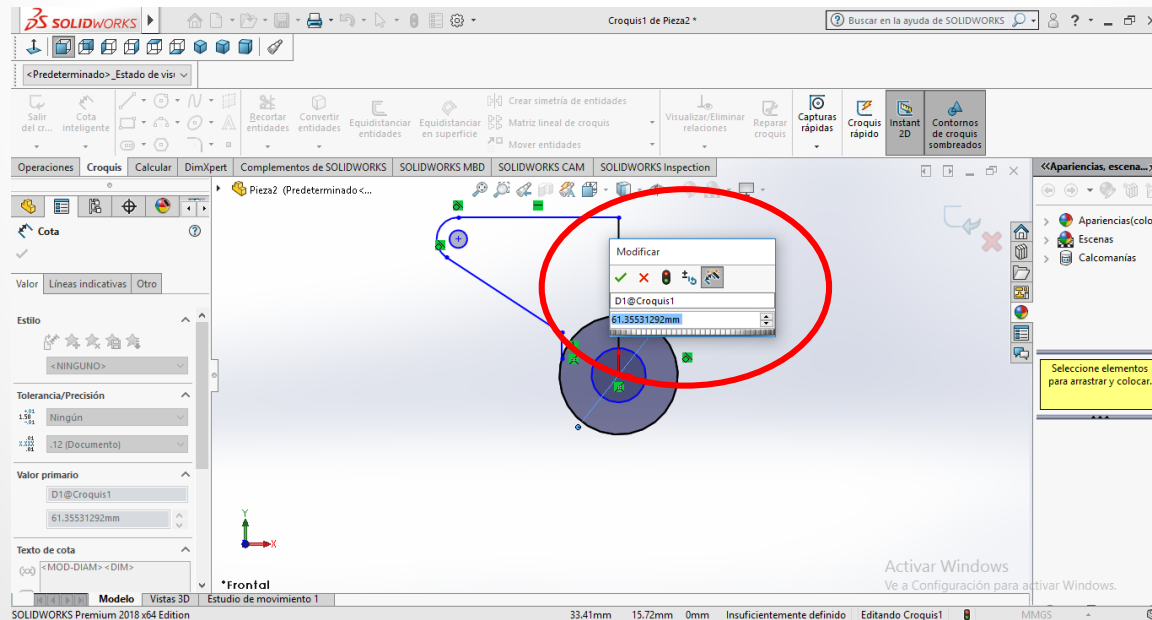 SOLIDWORKS
Croquis1 de Pieza2 *
Buscar en la ayuda de SOLIDWORKS
?
<Predeterminado>_Estado de visu
Salir del cr...
Cota inteligente
Recortar entidades
Convertir entidades
Equidistanciar entidades
Equidistanciar en superficie
Crear simetría de entidades
Matriz lineal de croquis
Mover entidades
Visualizar/Eliminar relaciones
Reparar croquis
Capturas rápidas
Croquis rápido
Instant 2D
Contornos de croquis sombreados
Operaciones Croquis Calcular DimXpert Complementos de SOLIDWORKS SOLIDWORKS MBD SOLIDWORKS CAM SOLIDWORKS Inspection
Pieza2 (Predeterminado<...
Cota
Valor Líneas indicativas Otro
Estilo
<NINGUNO>
Tolerancia/Precisión
Ningún
.12 (Documento)
Valor primario
D1@Croquis1
61.35531292mm
Texto de cota
<MOD-DIAM><DIM>
Modificar
D1@Croquis1
61.35531292mm
Y
X
*Frontal
<<Apariencias, escena...
Apariencias(colo
Escenas
Calcomanías
Seleccione elementos
para arrastrar y colocar.
Activar Windows
Ve a Configuración para activar Windows.
Modelo Vistas 3D Estudio de movimiento 1
SOLIDWORKS Premium 2018 x64 Edition
33.41mm 15.72mm 0mm Insuficientemente definido Editando Croquis1 MMGS